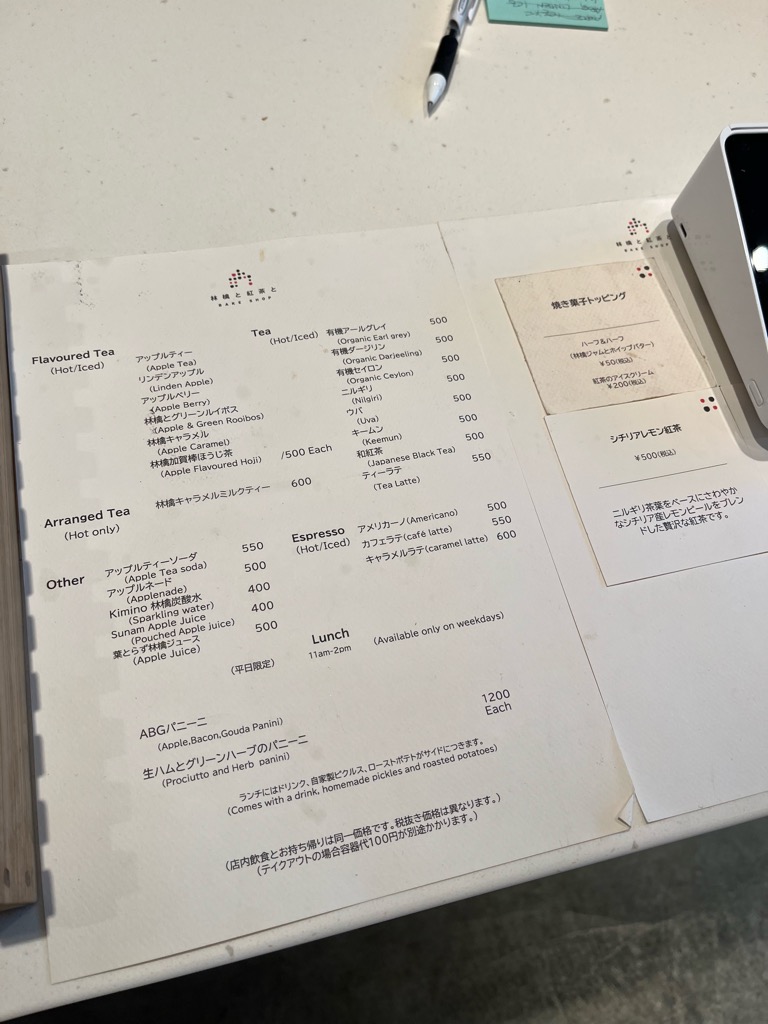 林檎と紅茶と
BAKE SHOP
Flavoured Tea
(Hot/Iced)
アップルティー
(Apple Tea)
リンデンアップル
(Linden Apple)
アップルベリー
(Apple Berry)
林檎とグリーンルイボス
(Apple & Green Rooibos)
林檎キャラメル
(Apple Caramel)
林檎加賀棒ほうじ茶
(Apple Flavoured Hoji)
/500 Each
Tea
(Hot/Iced)
有機アールグレイ 500
(Organic Earl grey)
有機ダージリン 500
(Organic Darjeeling)
有機セイロン 500
(Organic Ceylon)
ニルギリ 500
(Nilgiri)
ウバ 500
(Uva)
キームン 500
(Keemun)
和紅茶 500
(Japanese Black Tea)
ティーラテ 550
(Tea Latte)
Arranged Tea
(Hot only)
林檎キャラメルミルクティー 600
Espresso
(Hot/Iced)
アメリカーノ(Americano) 500
カフェラテ(café latte) 550
キャラメルラテ(caramel latte) 600
Other
アップルティーソーダ 550
(Apple Tea soda)
アップルネード 500
(Applenade)
Kimino 林檎炭酸水 400
(Sparkling water)
Sunam Apple Juice 400
(Pouched Apple juice)
葉とらず林檎ジュース 500
(Apple Juice)
(平日限定)
Lunch
11am-2pm
(Available only on weekdays)
ABGパニーニ
(Apple,Bacon,Gouda Panini)
生ハムとグリーンハーブのパニーニ
(Prociutto and Herb panini)
1200
Each
ランチにはドリンク、自家製ピクルス、ローストポテトがサイドにつきます。
(Comes with a drink, homemade pickles and roasted potatoes)
(店内飲食とお持ち帰りは同一価格です。税抜き価格は異なります。)
(テイクアウトの場合容器代100円が別途かかります。)
林檎と紅茶と
BAKE SHOP
焼き菓子トッピング
ハーフ&ハーフ
(林檎ジャムとホイップバター)
￥50(税込)
紅茶のアイスクリーム
￥200(税込)
シチリアレモン紅茶
￥500(税込)
ニルギリ茶葉をベースにさわやか
なシチリア産レモンピールをブレン
ドした贅沢な紅茶です。